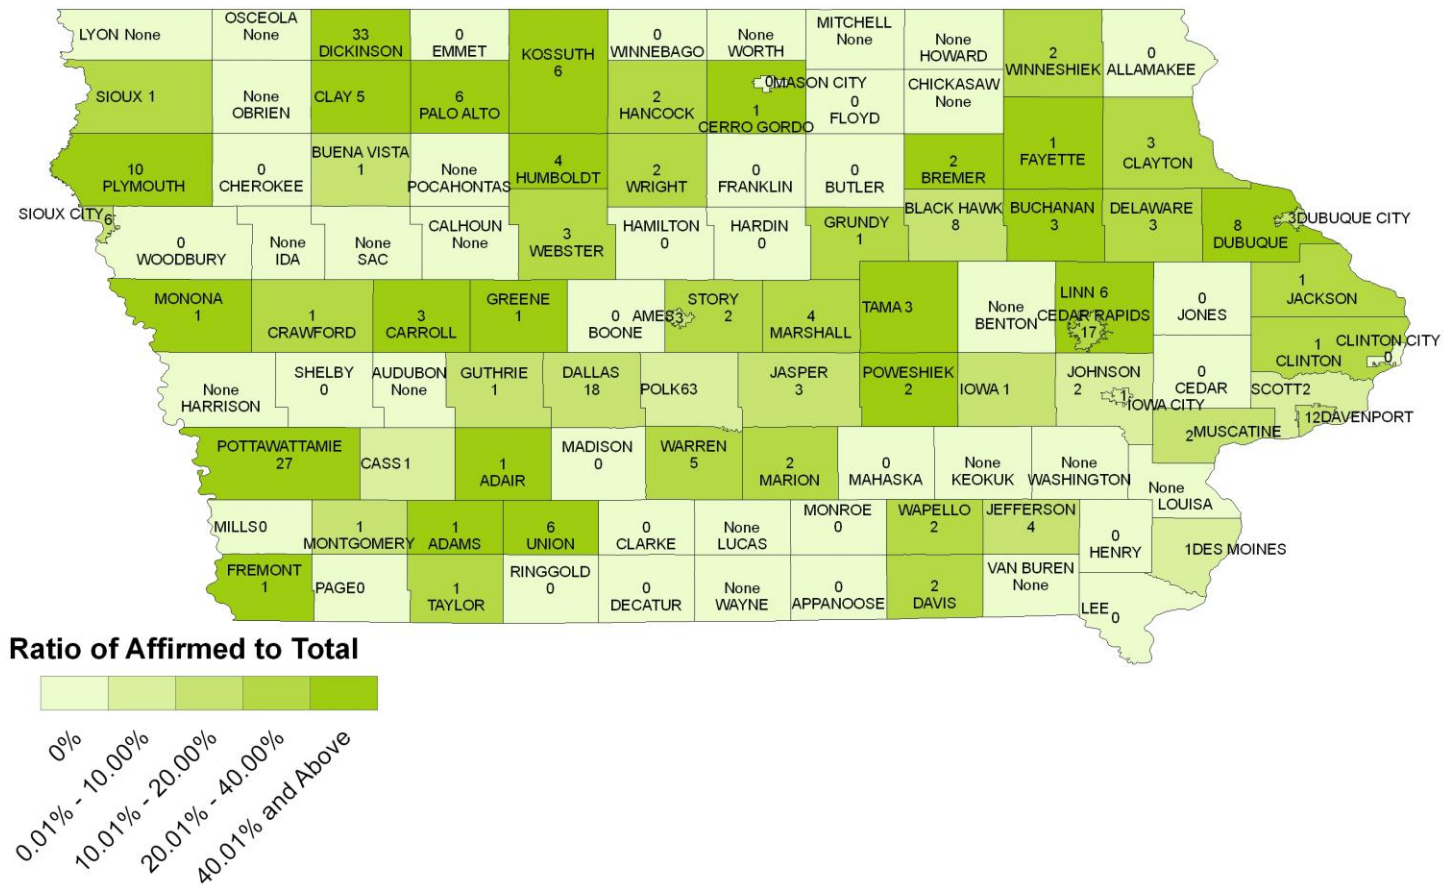 LYON None
OSCEOLA
None
33
DICKINSON
0
EMMET
KOSSUTH
6
0
WINNEBAGO
None
WORTH
MITCHELL
None
None
HOWARD
2
WINNESHIEK
0
ALLAMAKEE
SIOUX 1
None
OBRIEN
CLAY 5
6
PALO ALTO
2
HANCOCK
0MASON CITY
1
CERRO GORDO
0
FLOYD
CHICKASAW
None
10
PLYMOUTH
0
CHEROKEE
BUENA VISTA
1
None
POCAHONTAS
4
HUMBOLDT
2
WRIGHT
0
FRANKLIN
0
BUTLER
2
BREMER
1
FAYETTE
3
CLAYTON
SIOUX CITY 6
0
WOODBURY
None
IDA
None
SAC
CALHOUN
None
3
WEBSTER
HAMILTON
0
HARDIN
0
GRUNDY
1
BLACK HAWK
8
BUCHANAN
3
DELAWARE
3
8
DUBUQUE
3DUBUQUE CITY
MONONA
1
1
CRAWFORD
3
CARROLL
GREENE
1
0
BOONE
AMES3
STORY
2
4
MARSHALL
TAMA 3
None
BENTON
LINN 6
CEDAR RAPIDS
17
0
JONES
1
JACKSON
1
CLINTON
CLINTON CITY
0
None
HARRISON
SHELBY
0
AUDUBON
None
GUTHRIE
1
DALLAS
18
POLK63
JASPER
3
POWESHIEK
2
IOWA 1
JOHNSON
2
1
IOWA CITY
0
CEDAR
SCOTT2
12DAVENPORT
2MUSCATINE
POTTAWATTAMIE
27
CASS 1
1
ADAIR
MADISON
0
WARREN
5
2
MARION
0
MAHASKA
None
KEOKUK
None
WASHINGTON
None
LOUISA
MILLS0
1
MONTGOMERY
1
ADAMS
6
UNION
0
CLARKE
None
LUCAS
MONROE
0
WAPELLO
2
JEFFERSON
4
0
HENRY
1DES MOINES
FREMONT
1
PAGE0
1
TAYLOR
RINGGOLD
0
0
DECATUR
None
WAYNE
0
APPANOOSE
2
DAVIS
VAN BUREN
None
LEE 0
Ratio of Affirmed to Total
0%
0.01% - 10.00%
10.01% - 20.00%
20.01% - 40.00%
40.01% and Above